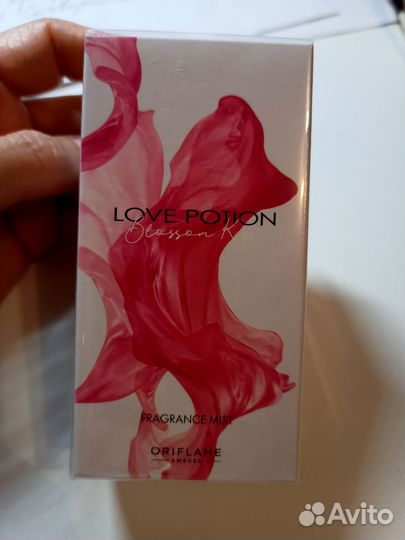 LOVE POTION
Blossom
FRAGRANCE MIST
ORIFLAME
SWEDEN
Avito